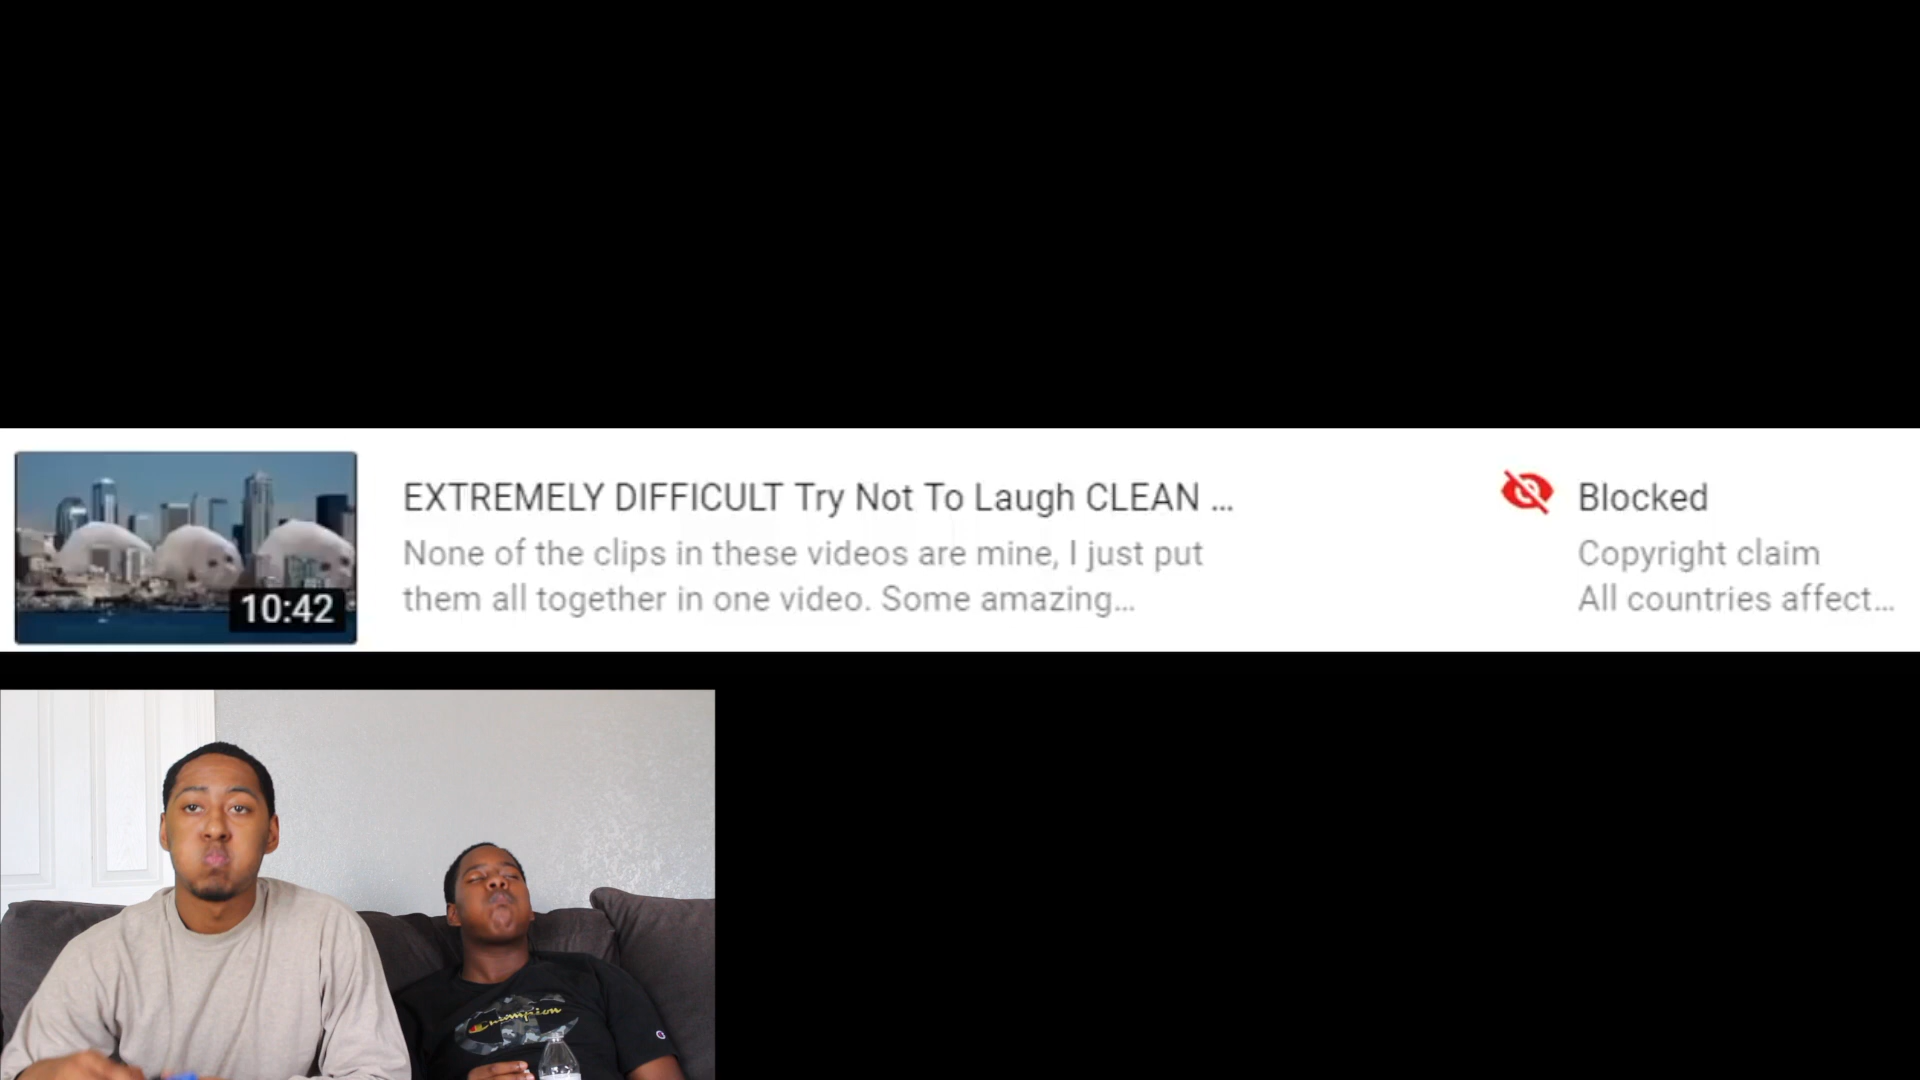 EXTREMELY DIFFICULT Try Not To Laugh CLEAN ...
None of the clips in these videos are mine, I just put
them all together in one video. Some amazing...
10:42
Blocked
Copyright claim
All countries affect...
Champion